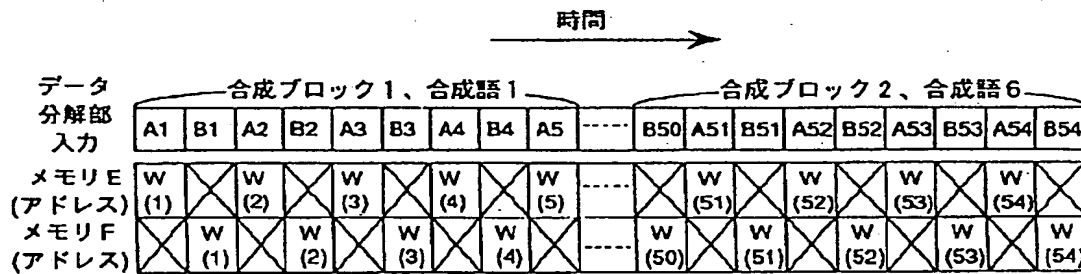 時間
データ
分解部
入力
合成ブロック1、合成語1
合成ブロック2、合成語6
A1 B1 A2 B2 A3 B3 A4 B4 A5 B50 A51 B51 A52 B52 A53 B53 A54 B54
メモリE
(アドレス)
W W W W W W W W W
(1) (2) (3) (4) (5) (51) (52) (53) (54)
メモリF
(アドレス)
W W W W W W W W W
(1) (2) (3) (4) (50) (51) (52) (53) (54)